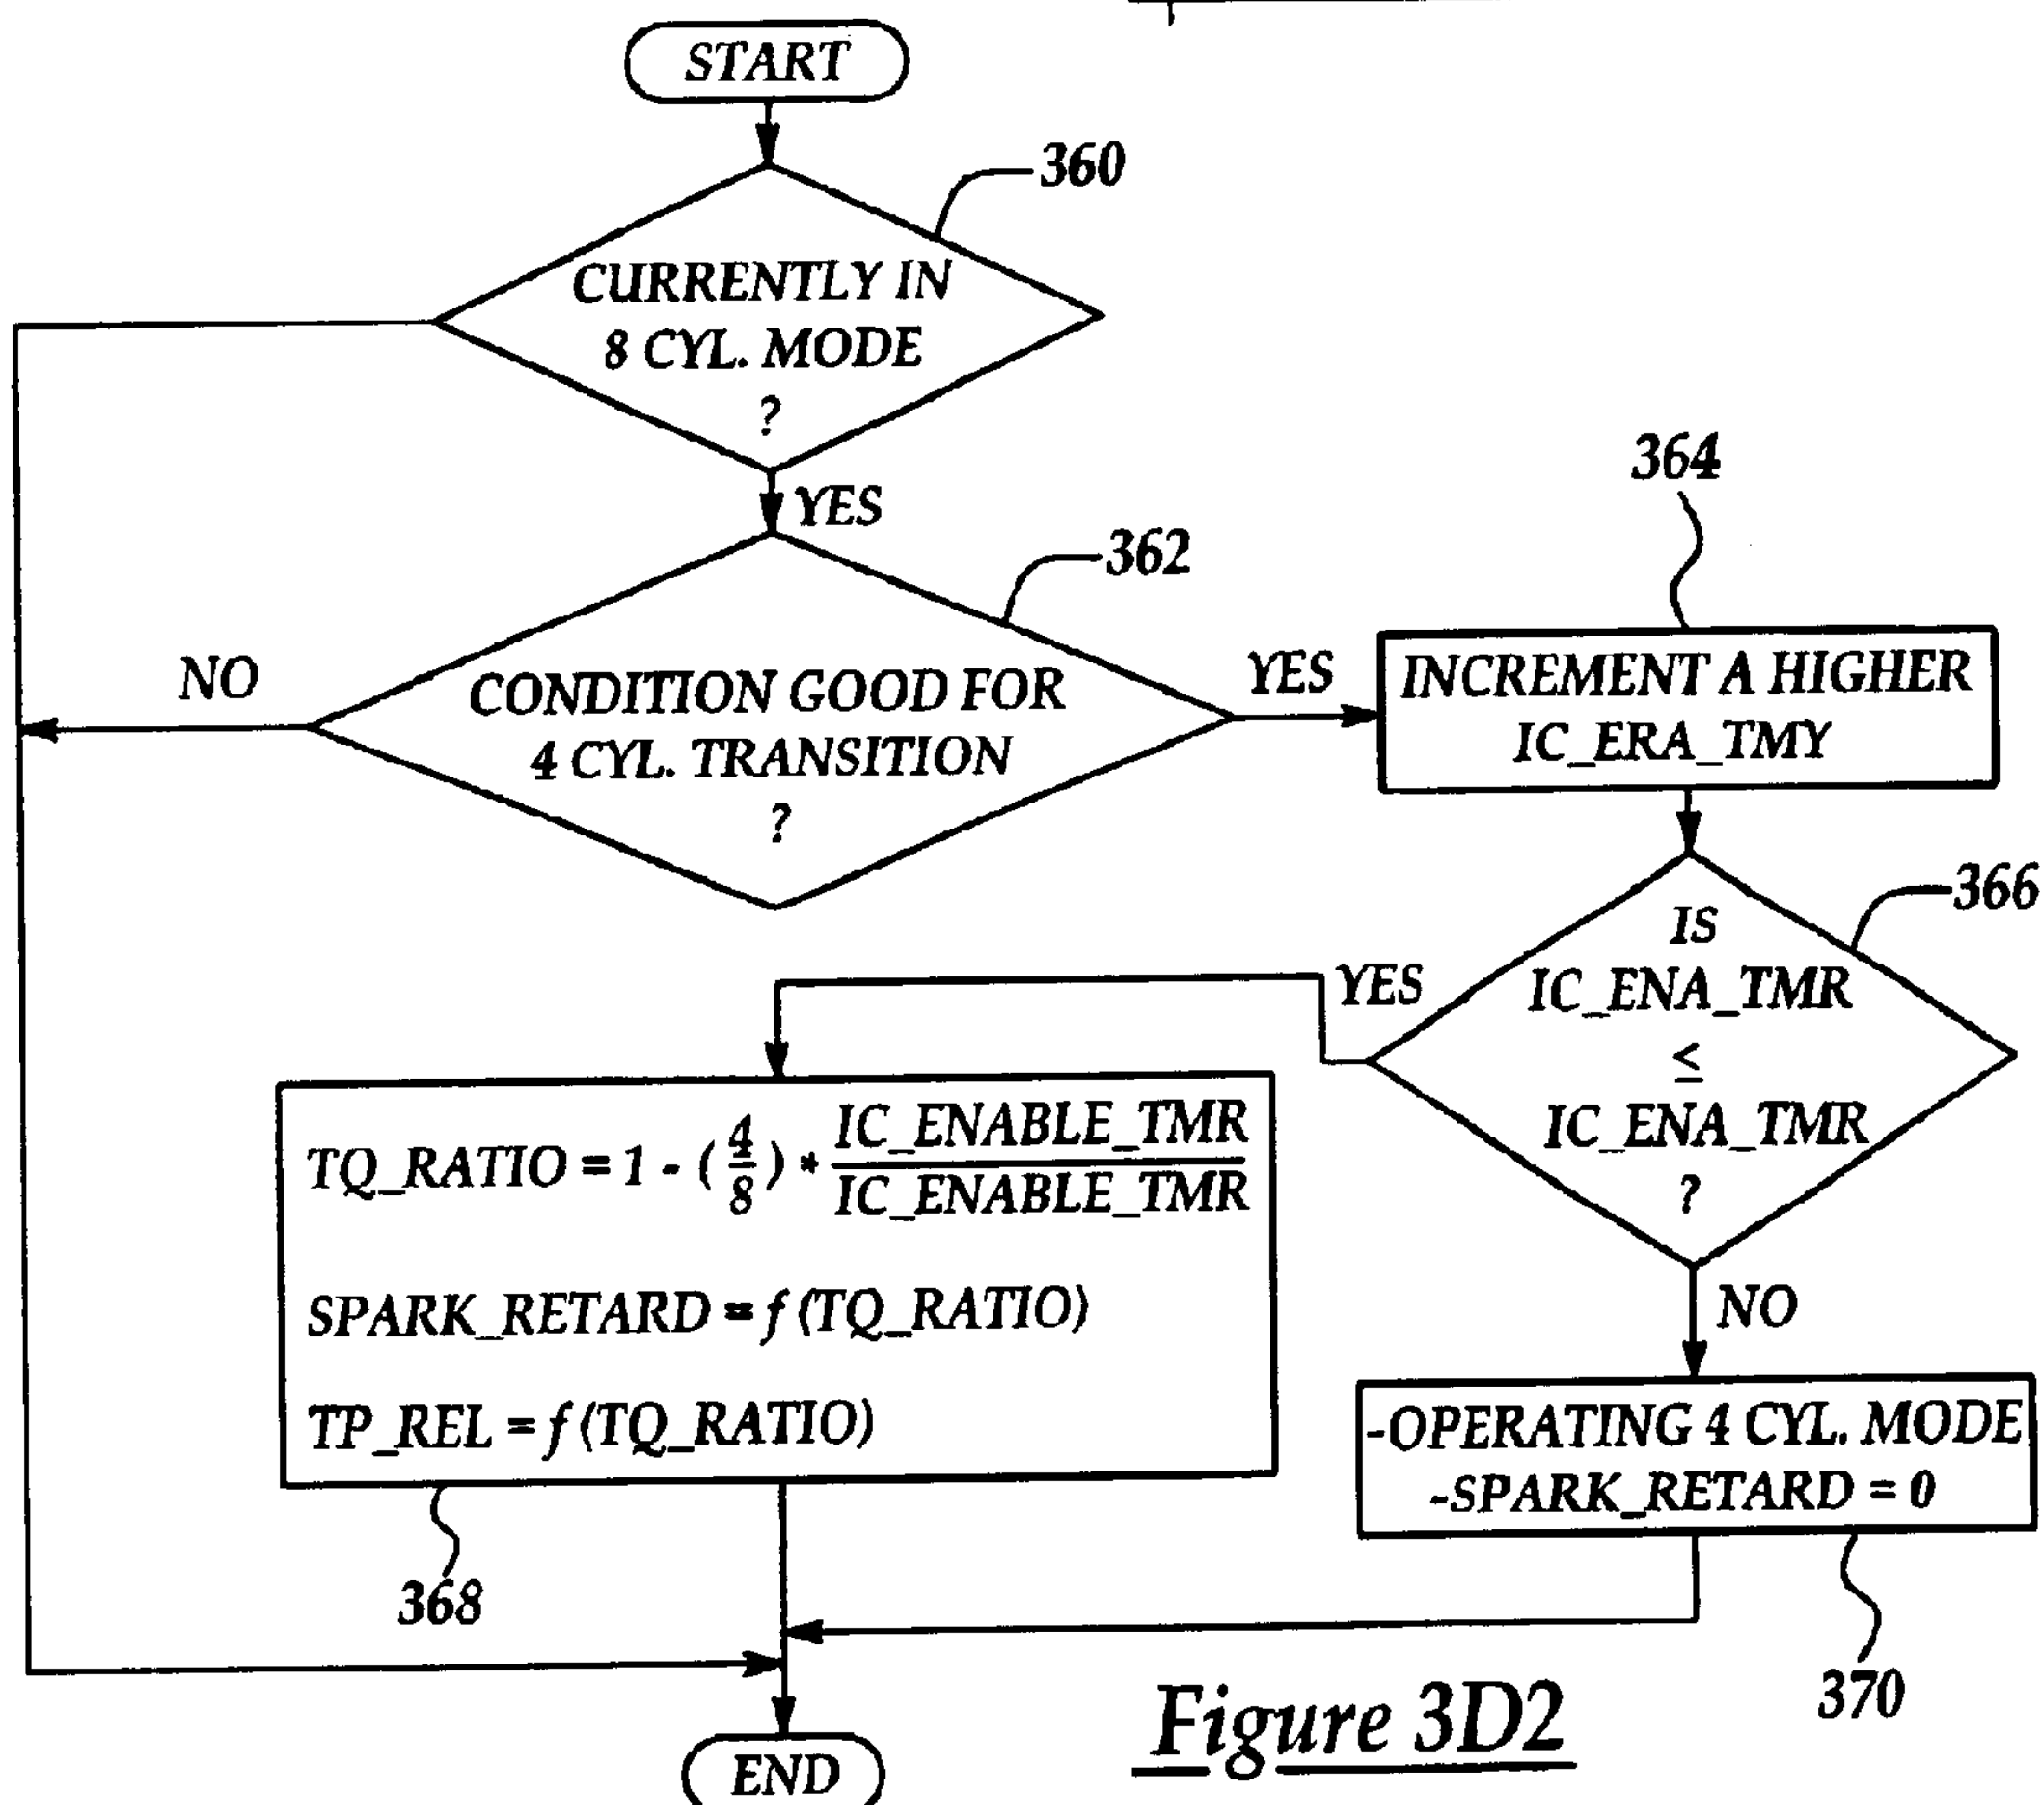 START
360
CURRENTLY IN
8 CYL. MODE
?
YES
362
364
NO
CONDITION GOOD FOR
4 CYL. TRANSITION
?
YES
INCREMENT A HIGHER
IC_ERA_TMY
366
IS
IC_ENA_TMR
≤
IC_ENA_TMR
?
YES
TQ_RATIO = 1 - (4/8) * IC_ENABLE_TMR/IC_ENABLE_TMR
SPARK_RETARD = f (TQ_RATIO)
TP_REL = f (TQ_RATIO)
NO
-OPERATING 4 CYL. MODE
-SPARK_RETARD = 0
368
370
END
Figure 3D2